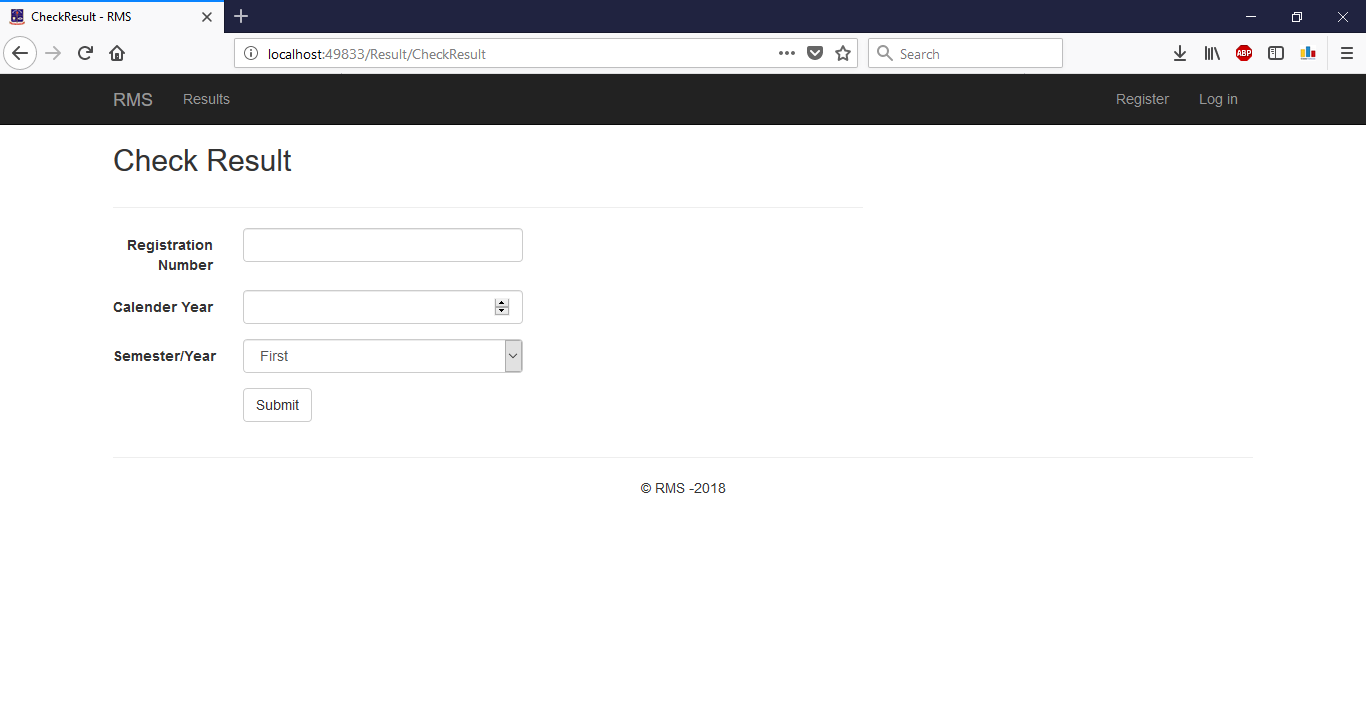 CheckResult - RMS
localhost:49833/Result/CheckResult
Search
ABP
RMS Results Register Log in
Check Result
Registration
Number
Calender Year
Semester/Year First
Submit
© RMS -2018